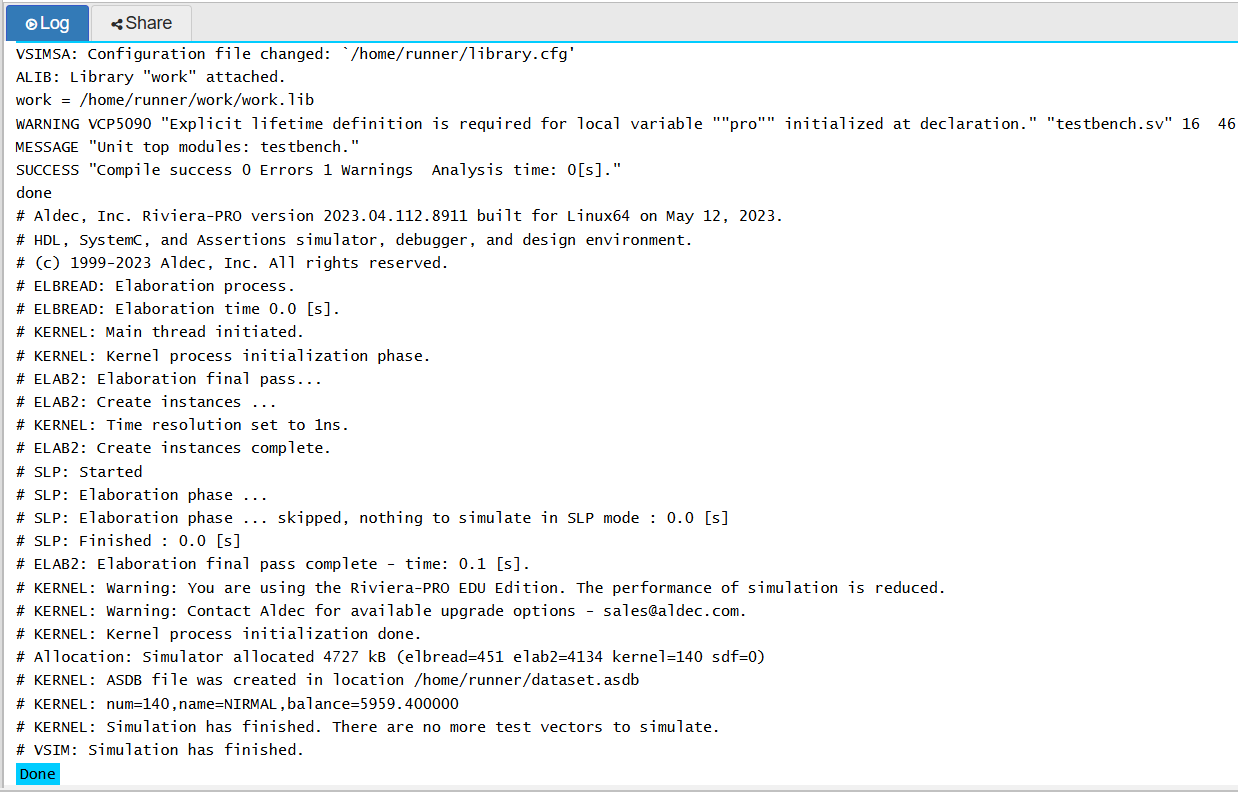 Log
Share
VSIMSA: Configuration file changed: `/home/runner/library.cfg'
ALIB: Library "work" attached.
work = /home/runner/work/work.lib
WARNING VCP5090 "Explicit lifetime definition is required for local variable ""pro"" initialized at declaration." "testbench.sv" 16  46
MESSAGE "Unit top modules: testbench."
SUCCESS "Compile success 0 Errors 1 Warnings  Analysis time: 0[s]."
done
# Aldec, Inc. Riviera-PRO version 2023.04.112.8911 built for Linux64 on May 12, 2023.
# HDL, SystemC, and Assertions simulator, debugger, and design environment.
# (c) 1999-2023 Aldec, Inc. All rights reserved.
# ELBREAD: Elaboration process.
# ELBREAD: Elaboration time 0.0 [s].
# KERNEL: Main thread initiated.
# KERNEL: Kernel process initialization phase.
# ELAB2: Elaboration final pass...
# ELAB2: Create instances ...
# KERNEL: Time resolution set to 1ns.
# ELAB2: Create instances complete.
# SLP: Started
# SLP: Elaboration phase ...
# SLP: Elaboration phase ... skipped, nothing to simulate in SLP mode : 0.0 [s]
# SLP: Finished : 0.0 [s]
# ELAB2: Elaboration final pass complete - time: 0.1 [s].
# KERNEL: Warning: You are using the Riviera-PRO EDU Edition. The performance of simulation is reduced.
# KERNEL: Warning: Contact Aldec for available upgrade options - sales@aldec.com.
# KERNEL: Kernel process initialization done.
# Allocation: Simulator allocated 4727 kB (elbread=451 elab2=4134 kernel=140 sdf=0)
# KERNEL: ASDB file was created in location /home/runner/dataset.asdb
# KERNEL: num=140,name=NIRMAL,balance=5959.400000
# KERNEL: Simulation has finished. There are no more test vectors to simulate.
# VSIM: Simulation has finished.
Done